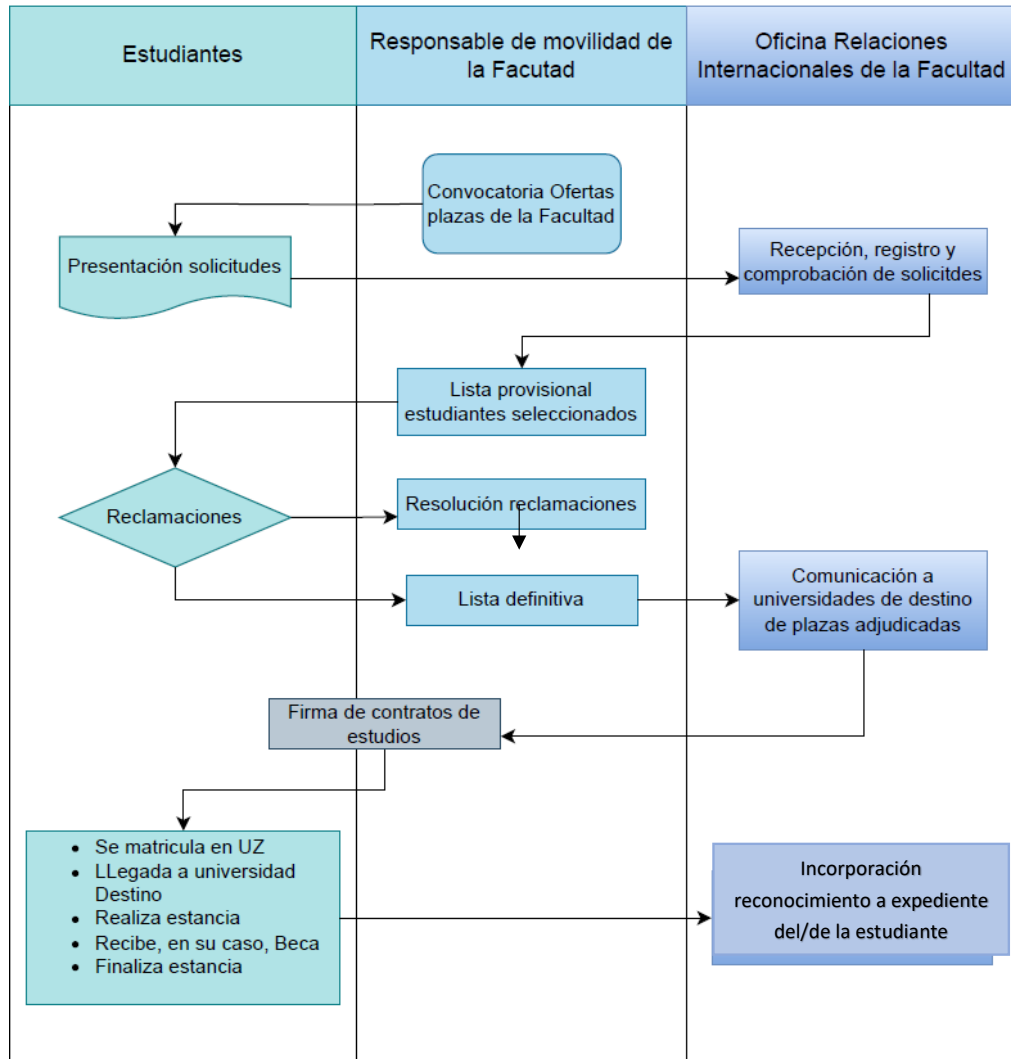 Estudiantes
Responsable de movilidad de
la Facutad
Oficina Relaciones
Internacionales de la Facultad
Convocatoria Ofertas
plazas de la Facultad
Presentación solicitudes
Recepción, registro y
comprobación de solicitdes
Lista provisional
estudiantes seleccionados
Reclamaciones
Resolución reclamaciones
Lista definitiva
Comunicación a
universidades de destino
de plazas adjudicadas
Firma de contratos de
estudios
• Se matricula en UZ
• LLegada a universidad
Destino
• Realiza estancia
• Recibe, en su caso, Beca
• Finaliza estancia
Incorporación
reconocimiento a expediente
del/de la estudiante